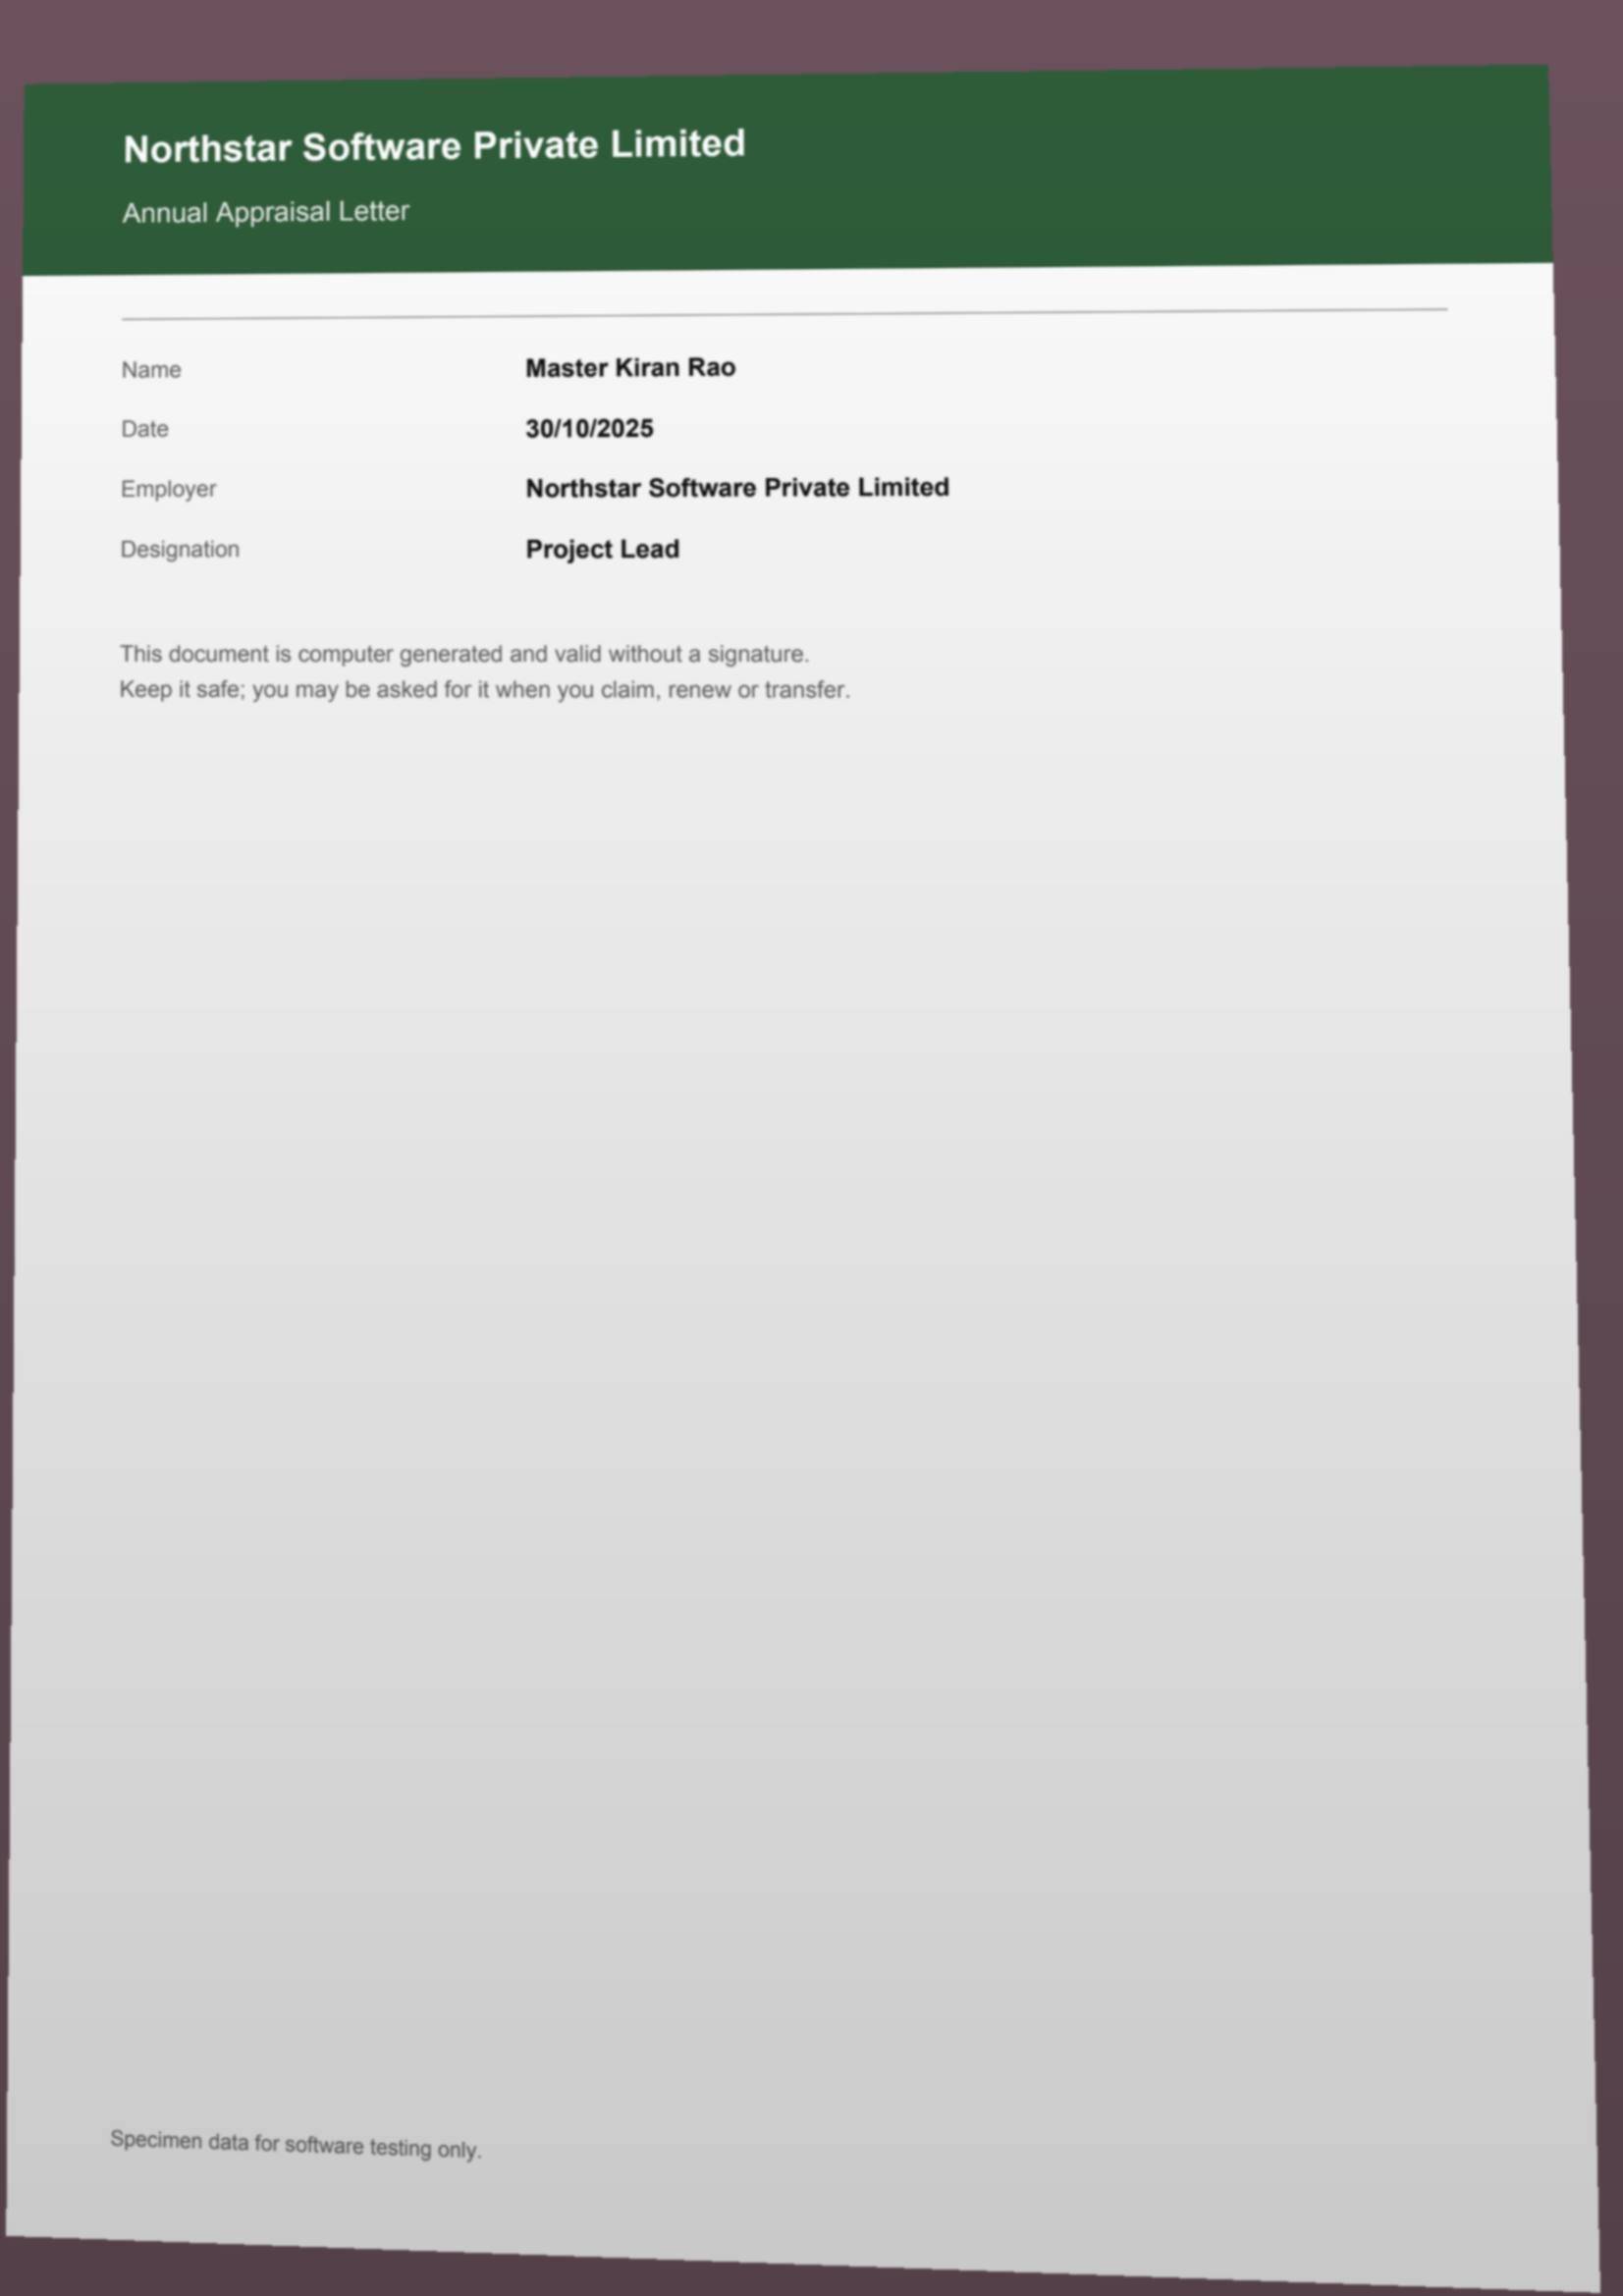 Northstar Software Private Limited
Annual Appraisal Letter
Name Master Kiran Rao
Date 30/10/2025
Employer Northstar Software Private Limited
Designation Project Lead
This document is computer generated and valid without a signature.
Keep it safe; you may be asked for it when you claim, renew or transfer.
Specimen data for software testing only.